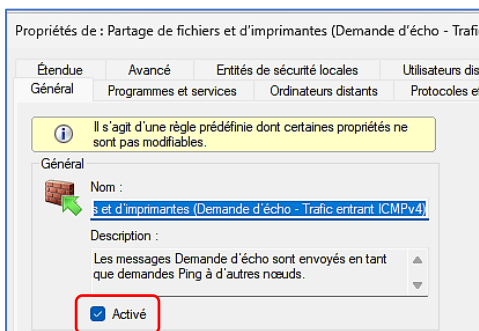 Propriétés de : Partage de fichiers et d'imprimantes (Demande d'écho - Trafi
Étendue Avancé Entités de sécurité locales Utilisateurs dis
Général Programmes et services Ordinateurs distants Protocoles et
Il s'agit d'une règle prédéfinie dont certaines propriétés ne
sont pas modifiables.
Général
Nom :
s et d'imprimantes (Demande d'écho - Trafic entrant ICMPv4)
Description :
Les messages Demande d'écho sont envoyés en tant
que demandes Ping à d'autres nœuds.
Activé